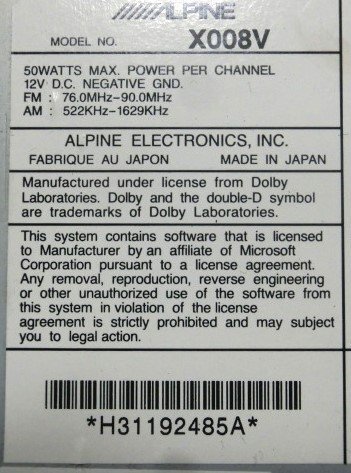 ALPINE
MODEL NO. X008V
50WATTS MAX. POWER PER CHANNEL
12V D.C. NEGATIVE GND.
FM : 76.0MHz-90.0MHz
AM : 522KHz-1629KHz
ALPINE ELECTRONICS, INC.
FABRIQUE AU JAPON MADE IN JAPAN
Manufactured under license from Dolby
Laboratories. Dolby and the double-D symbol
are trademarks of Dolby Laboratories.
This system contains software that is licensed
to Manufacturer by an affiliate of Microsoft
Corporation pursuant to a license agreement.
Any removal, reproduction, reverse engineering
or other unauthorized use of the software from
this system in violation of the license
agreement is strictly prohibited and may subject
you to legal action.
*H31192485A*